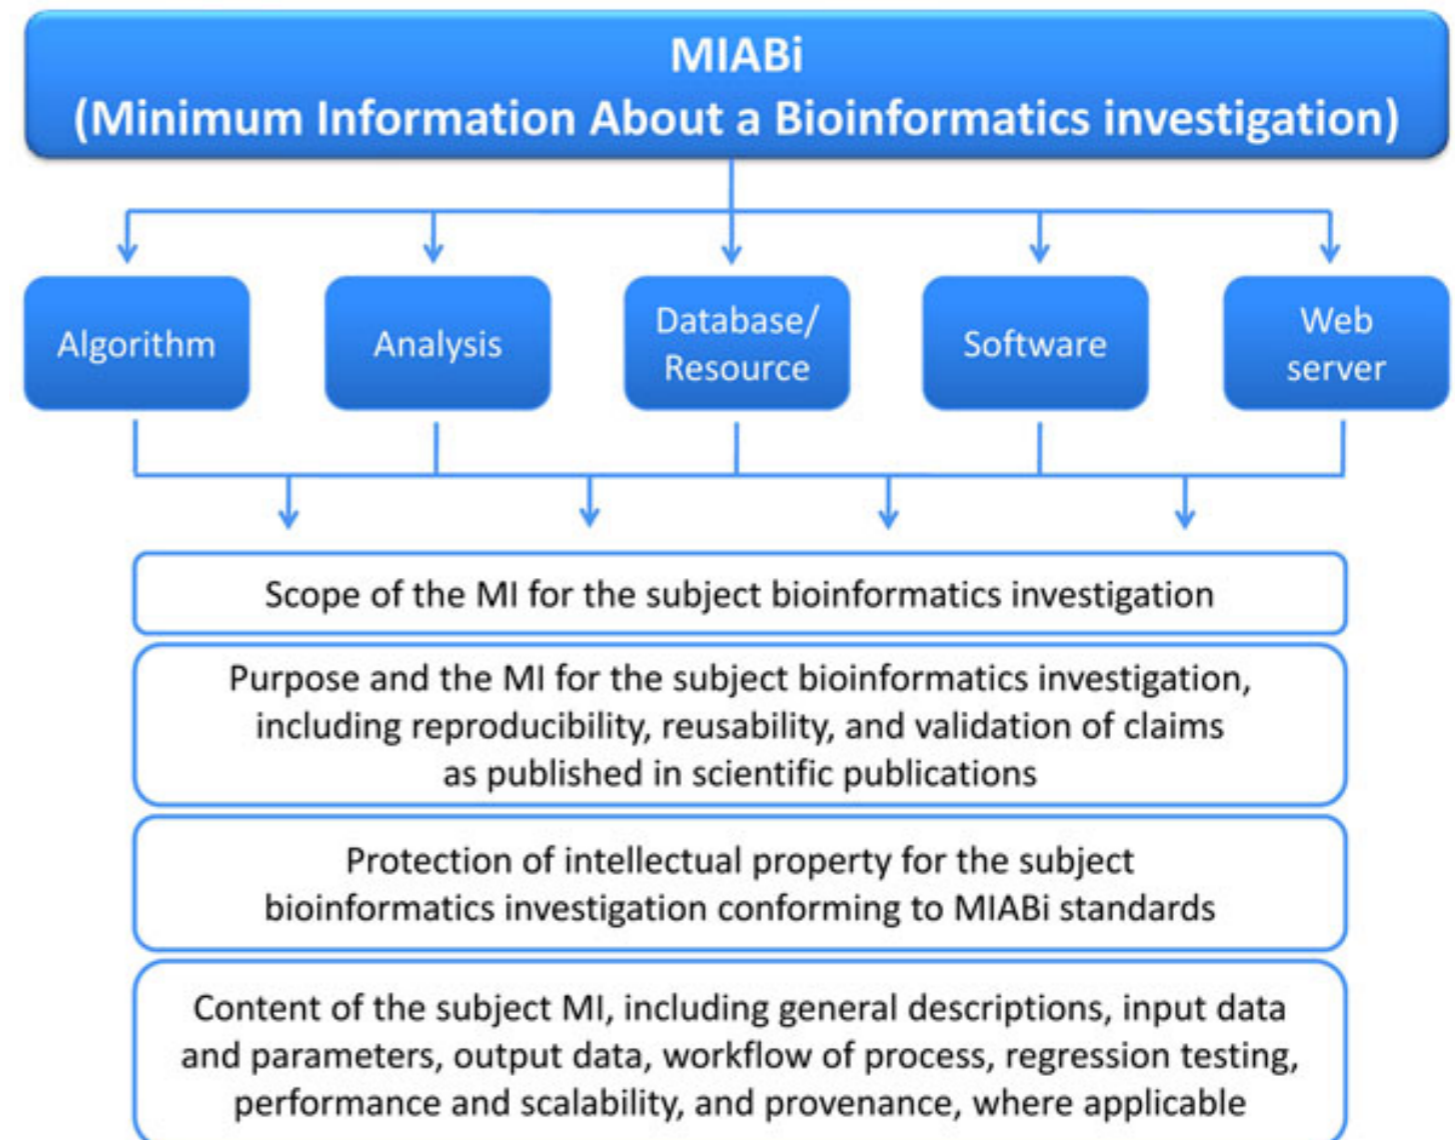 MIABi
(Minimum Information About a Bioinformatics investigation)
Algorithm
Analysis
Database/
Resource
Software
Web
server
Scope of the MI for the subject bioinformatics investigation
Purpose and the MI for the subject bioinformatics investigation,
including reproducibility, reusability, and validation of claims
as published in scientific publications
Protection of intellectual property for the subject
bioinformatics investigation conforming to MIABi standards
Content of the subject MI, including general descriptions, input data
and parameters, output data, workflow of process, regression testing,
performance and scalability, and provenance, where applicable